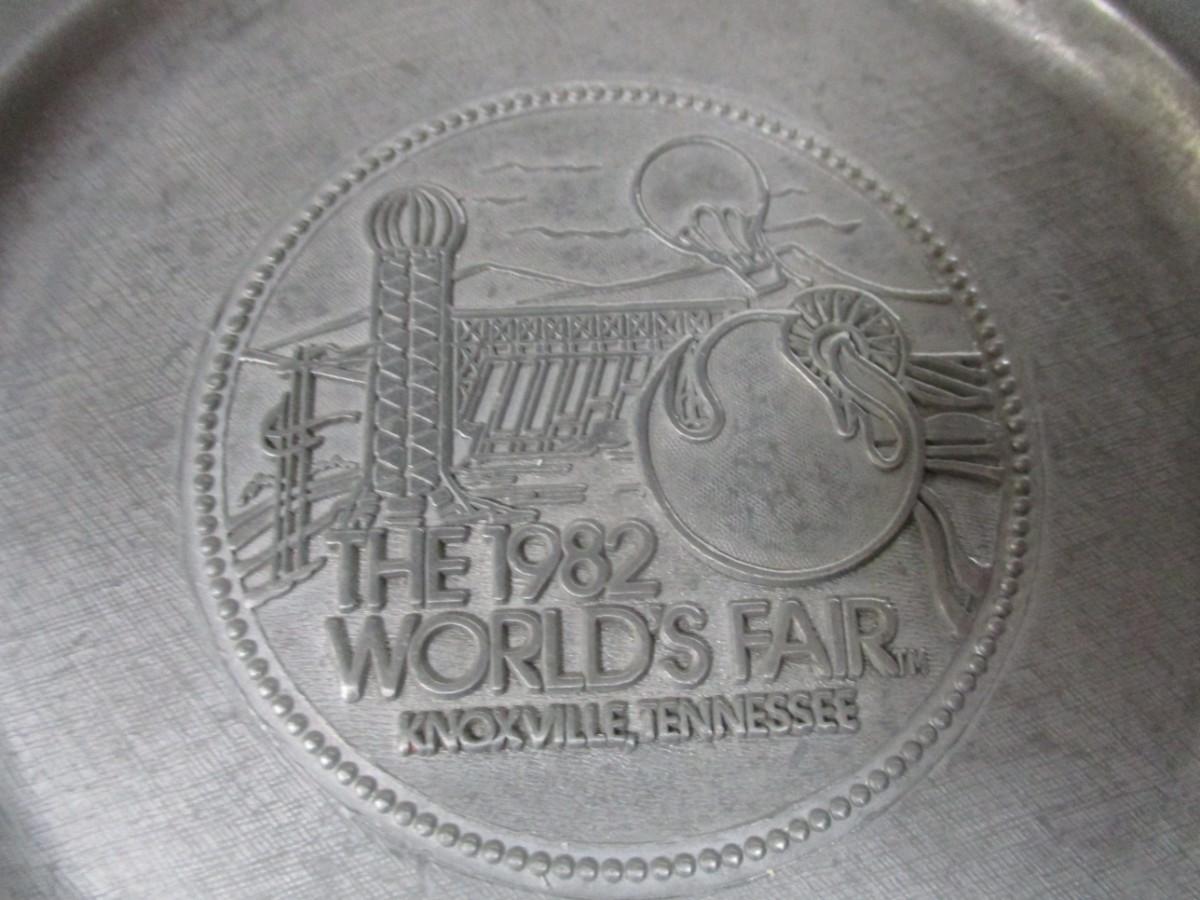 THE 1982
WORLD'S FAIR™
KNOXVILLE, TENNESSEE